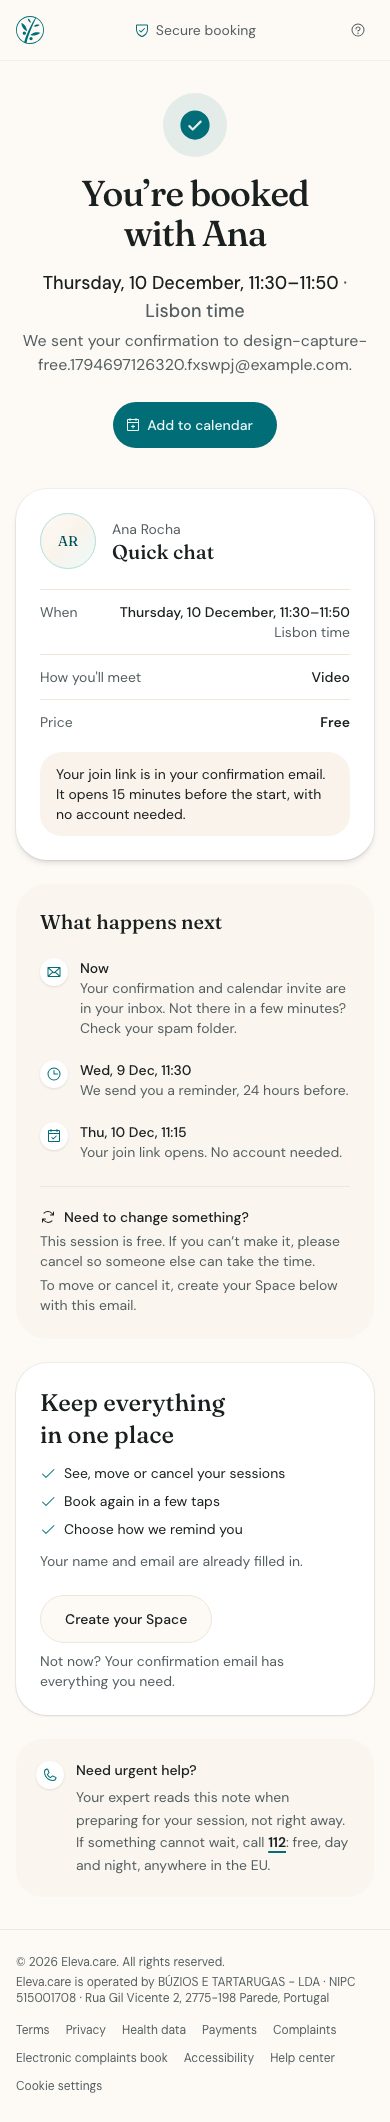 Secure booking
You’re booked
with Ana
Thursday, 10 December, 11:30–11:50 ·
Lisbon time
We sent your confirmation to design-capture-
free.1794697126320.fxswpj@example.com.
Add to calendar
AR
Ana Rocha
Quick chat
When
Thursday, 10 December, 11:30–11:50
Lisbon time
How you'll meet
Video
Price
Free
Your join link is in your confirmation email.
It opens 15 minutes before the start, with
no account needed.
What happens next
Now
Your confirmation and calendar invite are
in your inbox. Not there in a few minutes?
Check your spam folder.
Wed, 9 Dec, 11:30
We send you a reminder, 24 hours before.
Thu, 10 Dec, 11:15
Your join link opens. No account needed.
Need to change something?
This session is free. If you can’t make it, please
cancel so someone else can take the time.
To move or cancel it, create your Space below
with this email.
Keep everything
in one place
See, move or cancel your sessions
Book again in a few taps
Choose how we remind you
Your name and email are already filled in.
Create your Space
Not now? Your confirmation email has
everything you need.
Need urgent help?
Your expert reads this note when
preparing for your session, not right away.
If something cannot wait, call 112: free, day
and night, anywhere in the EU.
© 2026 Eleva.care. All rights reserved.
Eleva.care is operated by BÚZIOS E TARTARUGAS – LDA · NIPC
515001708 · Rua Gil Vicente 2, 2775-198 Parede, Portugal
Terms Privacy Health data Payments Complaints
Electronic complaints book Accessibility Help center
Cookie settings